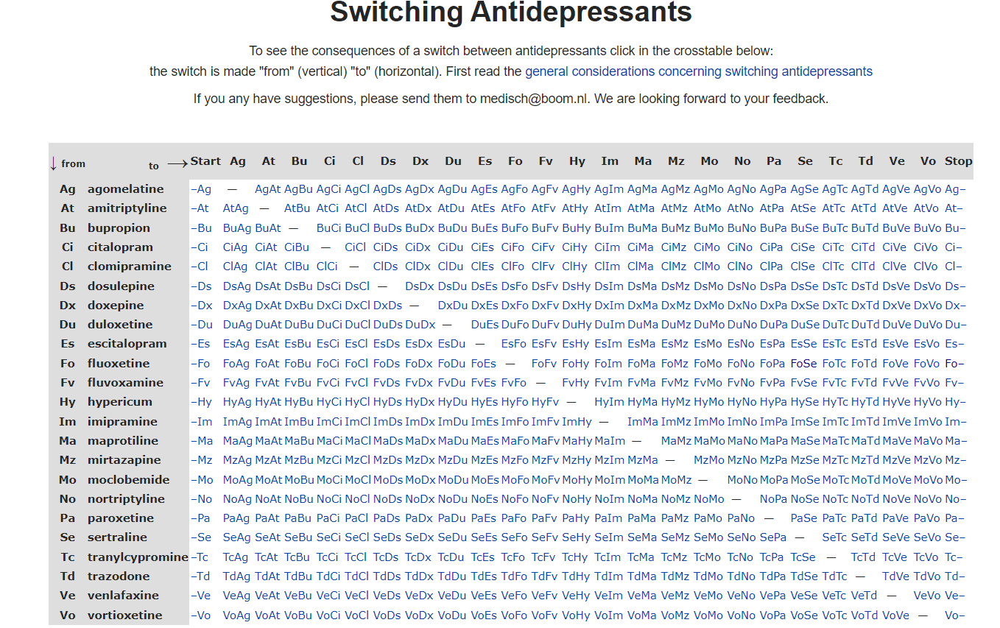 Switching Antidepressants
To see the consequences of a switch between antidepressants click in the crosstable below:
the switch is made "from" (vertical) "to" (horizontal). First read the general considerations concerning switching antidepressants
If you any have suggestions, please send them to medisch@boom.nl. We are looking forward to your feedback.
↓ from to → Start Ag At Bu Ci Cl Ds Dx Du Es Fo Fv Hy Im Ma Mz Mo No Pa Se Tc Td Ve Vo Stop
Ag agomelatine –Ag — AgAt AgBu AgCi AgCl AgDs AgDx AgDu AgEs AgFo AgFv AgHy AgIm AgMa AgMz AgMo AgNo AgPa AgSe AgTc AgTd AgVe AgVo Ag–
At amitriptyline –At AtAg — AtBu AtCi AtCl AtDs AtDx AtDu AtEs AtFo AtFv AtHy AtIm AtMa AtMz AtMo AtNo AtPa AtSe AtTc AtTd AtVe AtVo At–
Bu bupropion –Bu BuAg BuAt — BuCi BuCl BuDs BuDx BuDu BuEs BuFo BuFv BuHy BuIm BuMa BuMz BuMo BuNo BuPa BuSe BuTc BuTd BuVe BuVo Bu–
Ci citalopram –Ci CiAg CiAt CiBu — CiCl CiDs CiDx CiDu CiEs CiFo CiFv CiHy CiIm CiMa CiMz CiMo CiNo CiPa CiSe CiTc CiTd CiVe CiVo Ci–
Cl clomipramine –Cl ClAg ClAt ClBu ClCi — ClDs ClDx ClDu ClEs ClFo ClFv ClHy ClIm ClMa ClMz ClMo ClNo ClPa ClSe ClTc ClTd ClVe ClVo Cl–
Ds dosulepine –Ds DsAg DsAt DsBu DsCi DsCl — DsDx DsDu DsEs DsFo DsFv DsHy DsIm DsMa DsMz DsMo DsNo DsPa DsSe DsTc DsTd DsVe DsVo Ds–
Dx doxepine –Dx DxAg DxAt DxBu DxCi DxCl DxDs — DxDu DxEs DxFo DxFv DxHy DxIm DxMa DxMz DxMo DxNo DxPa DxSe DxTc DxTd DxVe DxVo Dx–
Du duloxetine –Du DuAg DuAt DuBu DuCi DuCl DuDs DuDx — DuEs DuFo DuFv DuHy DuIm DuMa DuMz DuMo DuNo DuPa DuSe DuTc DuTd DuVe DuVo Du–
Es escitalopram –Es EsAg EsAt EsBu EsCi EsCl EsDs EsDx EsDu — EsFo EsFv EsHy EsIm EsMa EsMz EsMo EsNo EsPa EsSe EsTc EsTd EsVe EsVo Es–
Fo fluoxetine –Fo FoAg FoAt FoBu FoCi FoCl FoDs FoDx FoDu FoEs — FoFv FoHy FoIm FoMa FoMz FoMo FoNo FoPa FoSe FoTc FoTd FoVe FoVo Fo–
Fv fluvoxamine –Fv FvAg FvAt FvBu FvCi FvCl FvDs FvDx FvDu FvEs FvFo — FvHy FvIm FvMa FvMz FvMo FvNo FvPa FvSe FvTc FvTd FvVe FvVo Fv–
Hy hypericum –Hy HyAg HyAt HyBu HyCi HyCl HyDs HyDx HyDu HyEs HyFo HyFv — HyIm HyMa HyMz HyMo HyNo HyPa HySe HyTc HyTd HyVe HyVo Hy–
Im imipramine –Im ImAg ImAt ImBu ImCi ImCl ImDs ImDx ImDu ImEs ImFo ImFv ImHy — ImMa ImMz ImMo ImNo ImPa ImSe ImTc ImTd ImVe ImVo Im–
Ma maprotiline –Ma MaAg MaAt MaBu MaCi MaCl MaDs MaDx MaDu MaEs MaFo MaFv MaHy MaIm — MaMz MaMo MaNo MaPa MaSe MaTc MaTd MaVe MaVo Ma–
Mz mirtazapine –Mz MzAg MzAt MzBu MzCi MzCl MzDs MzDx MzDu MzEs MzFo MzFv MzHy MzIm MzMa — MzMo MzNo MzPa MzSe MzTc MzTd MzVe MzVo Mz–
Mo moclobemide –Mo MoAg MoAt MoBu MoCi MoCl MoDs MoDx MoDu MoEs MoFo MoFv MoHy MoIm MoMa MoMz — MoNo MoPa MoSe MoTc MoTd MoVe MoVo Mo–
No nortriptyline –No NoAg NoAt NoBu NoCi NoCl NoDs NoDx NoDu NoEs NoFo NoFv NoHy NoIm NoMa NoMz NoMo — NoPa NoSe NoTc NoTd NoVe NoVo No–
Pa paroxetine –Pa PaAg PaAt PaBu PaCi PaCl PaDs PaDx PaDu PaEs PaFo PaFv PaHy PaIm PaMa PaMz PaMo PaNo — PaSe PaTc PaTd PaVe PaVo Pa–
Se sertraline –Se SeAg SeAt SeBu SeCi SeCl SeDs SeDx SeDu SeEs SeFo SeFv SeHy SeIm SeMa SeMz SeMo SeNo SePa — SeTc SeTd SeVe SeVo Se–
Tc tranylcypromine –Tc TcAg TcAt TcBu TcCi TcCl TcDs TcDx TcDu TcEs TcFo TcFv TcHy TcIm TcMa TcMz TcMo TcNo TcPa TcSe — TcTd TcVe TcVo Tc–
Td trazodone –Td TdAg TdAt TdBu TdCi TdCl TdDs TdDx TdDu TdEs TdFo TdFv TdHy TdIm TdMa TdMz TdMo TdNo TdPa TdSe TdTc — TdVe TdVo Td–
Ve venlafaxine –Ve VeAg VeAt VeBu VeCi VeCl VeDs VeDx VeDu VeEs VeFo VeFv VeHy VeIm VeMa VeMz VeMo VeNo VePa VeSe VeTc VeTd — VeVo Ve–
Vo vortioxetine –Vo VoAg VoAt VoBu VoCi VoCl VoDs VoDx VoDu VoEs VoFo VoFv VoHy VoIm VoMa VoMz VoMo VoNo VoPa VoSe VoTc VoTd VoVe — Vo–